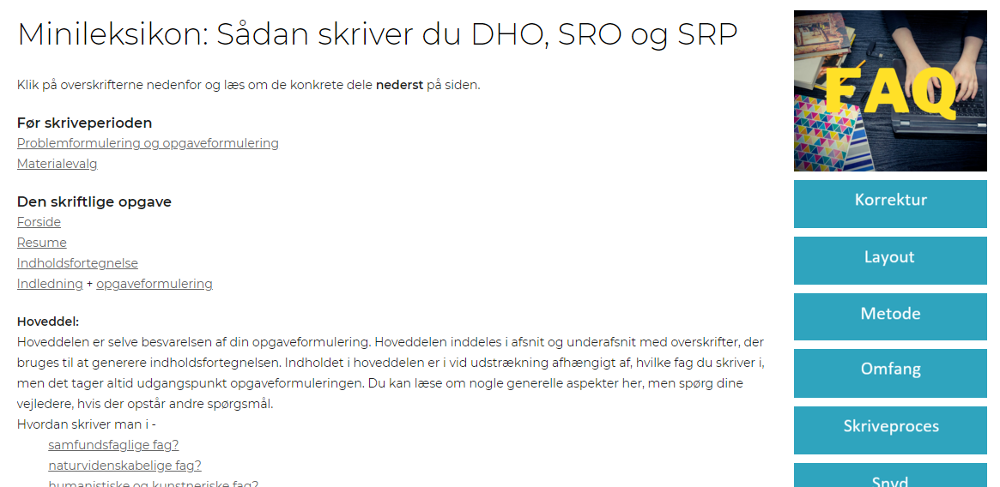 Minileksikon: Sådan skriver du DHO, SRO og SRP
Klik på overskrifterne nedenfor og læs om de konkrete dele nederst på siden.
Før skriveperioden
Problemformulering og opgaveformulering
Materialevalg
Den skriftlige opgave
Forside
Resume
Indholdsfortegnelse
Indledning + opgaveformulering
Hoveddel:
Hoveddelen er selve besvarelsen af din opgaveformulering. Hoveddelen inddeles i afsnit og underafsnit med overskrifter, der
bruges til at generere indholdsfortegnelsen. Indholdet i hoveddelen er i vid udstrækning afhængigt af, hvilke fag du skriver i,
men det tager altid udgangspunkt opgaveformuleringen. Du kan læse om nogle generelle aspekter her, men spørg dine
vejledere, hvis der opstår andre spørgsmål.
Hvordan skriver man i -
samfundsfaglige fag?
naturvidenskabelige fag?
humanistiske og kunstneriske fag?
FAQ
Korrektur
Layout
Metode
Omfang
Skriveproces
Snyd